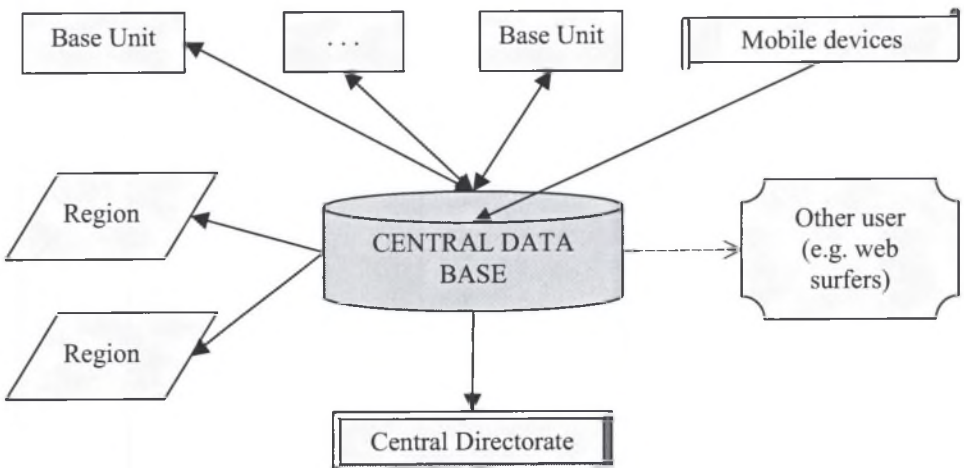 Base Unit
. . .
Base Unit
Mobile devices
Region
CENTRAL DATA
BASE
Other user
(e.g. web
surfers)
Region
Central Directorate